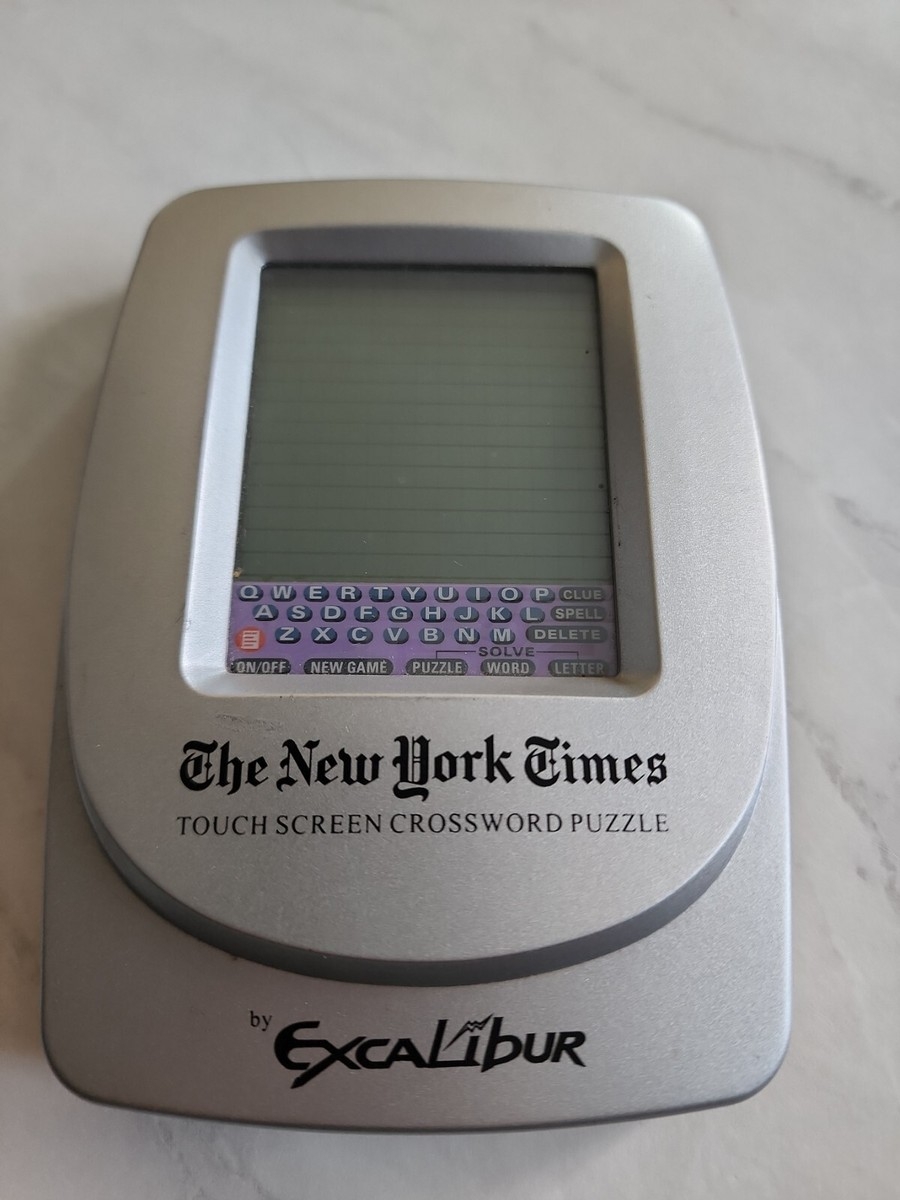 Q W E R T Y U I O P CLUE
A S D F G H J K L SPELL
Z X C V B N M DELETE
SOLVE
ON/OFF NEW GAME PUZZLE WORD LETTER
The New York Times
TOUCH SCREEN CROSSWORD PUZZLE
by EXCALIBUR